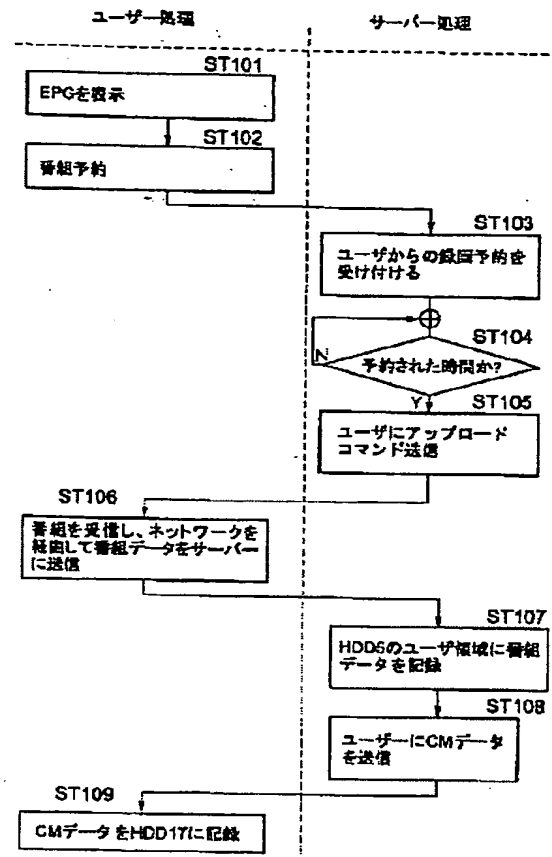 ユーザー処理
サーバー処理
ST101
EPGを表示
ST102
番組予約
ST103
ユーザからの録画予約を
受け付ける
ST104
予約された時間か?
N
Y
ST105
ユーザにアップロード
コマンド送信
ST106
番組を受信し、ネットワークを
経由して番組データをサーバー
に送信
ST107
HDD5のユーザ領域に番組
データを記録
ST108
ユーザーにCMデータ
を送信
ST109
CMデータをHDD17に記録